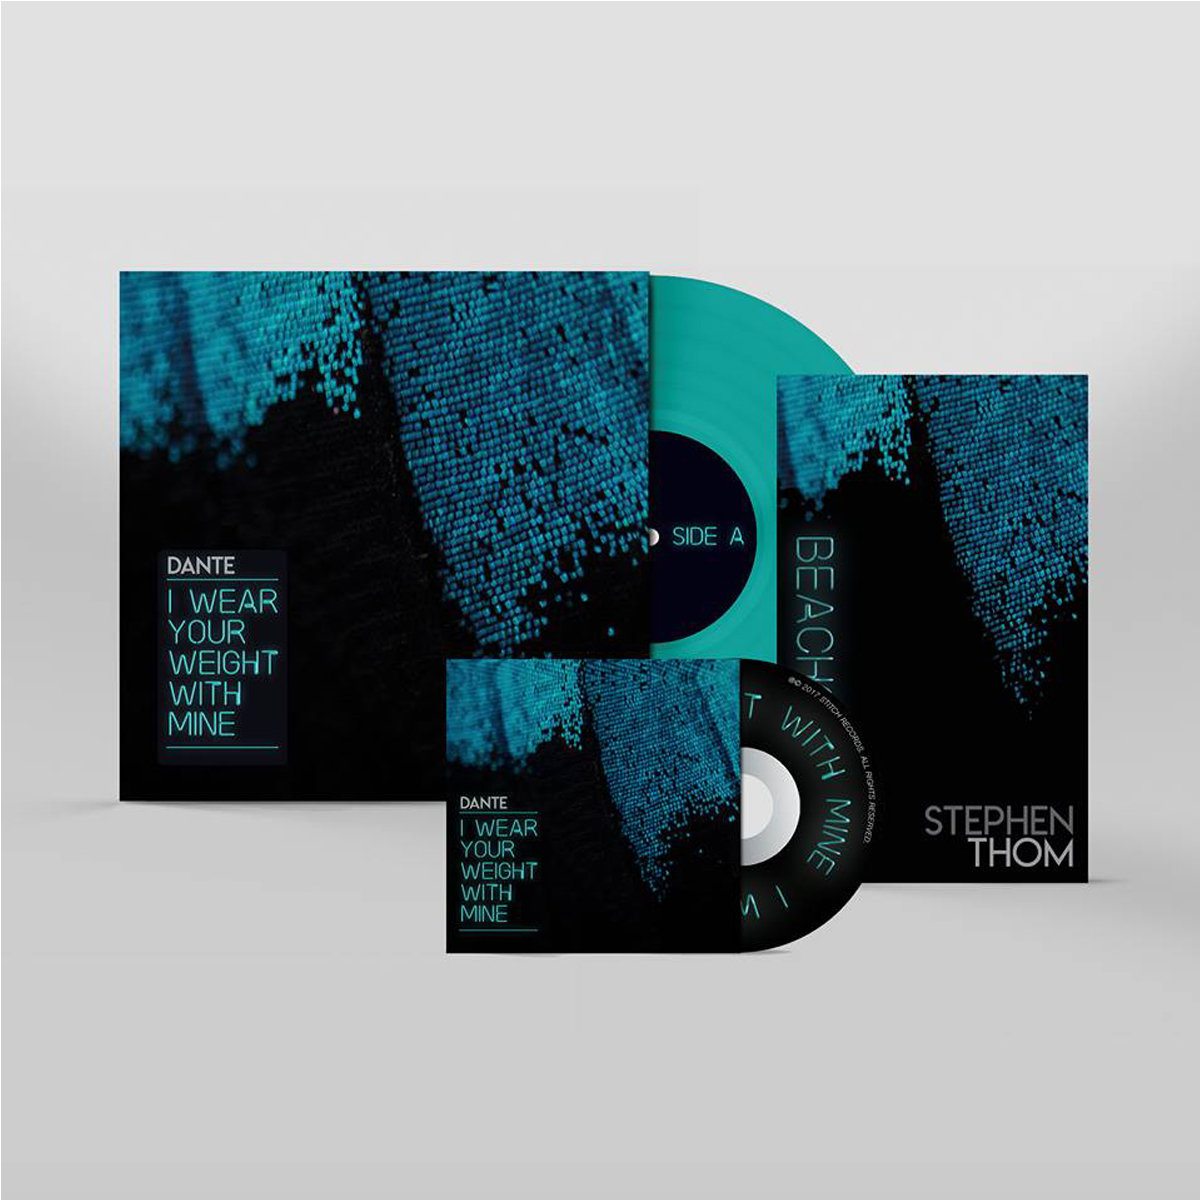 DANTE
I WEAR
YOUR
WEIGHT
WITH
MINE
SIDE A
BEACH
STEPHEN
THOM
DANTE
I WEAR
YOUR
WEIGHT
WITH
MINE
T WITH MINE
I W
℗© 2017 STITCH RECORDS. ALL RIGHTS RESERVED.